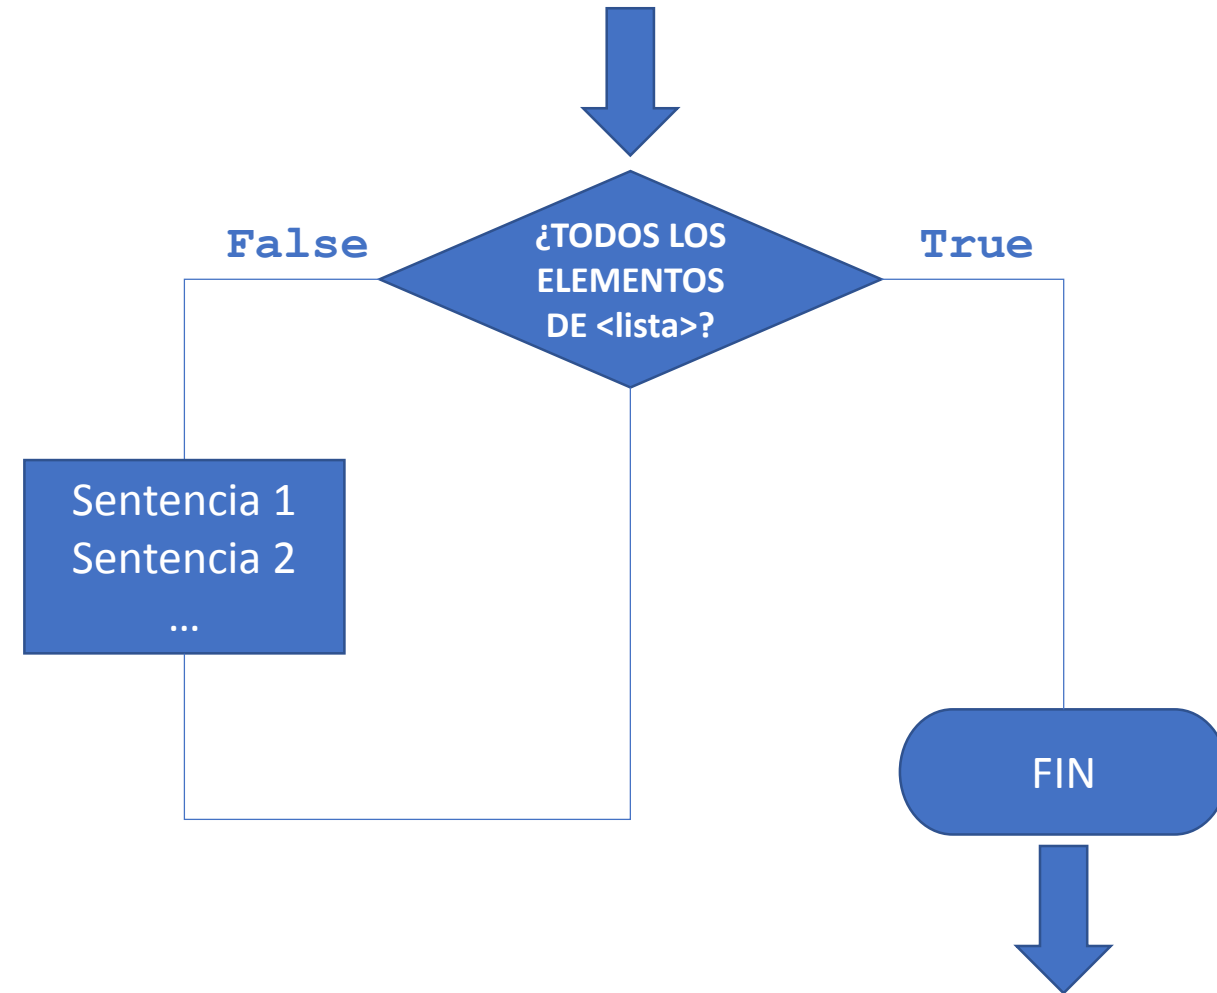 False
¿TODOS LOS
ELEMENTOS
DE <lista>?
True
Sentencia 1
Sentencia 2
...
FIN